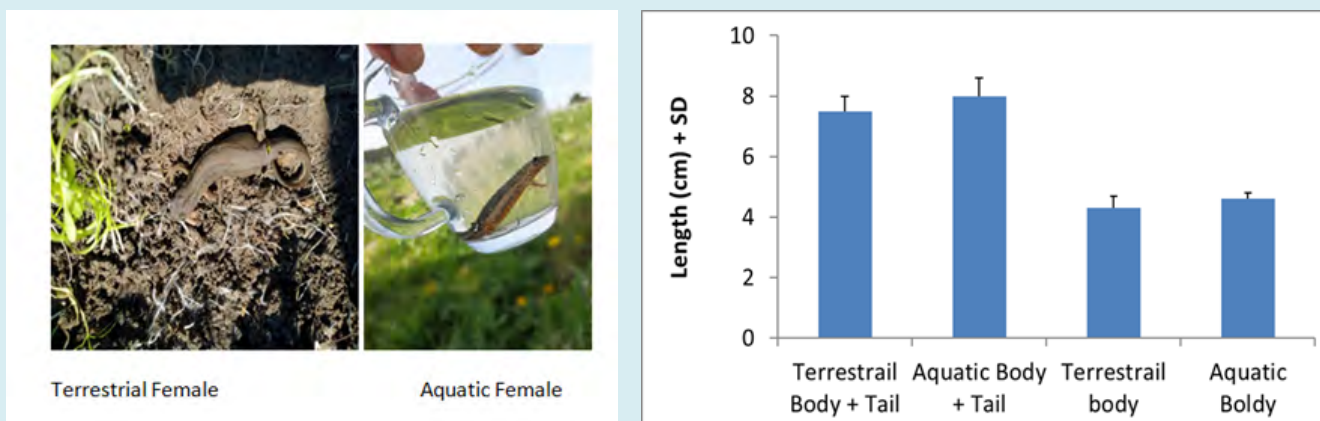 Terrestrial Female
Aquatic Female
Length (cm) + SD
10
8
6
4
2
0
Terrestrail
Body + Tail
Aquatic Body
+ Tail
Terrestrail
body
Aquatic
Boldy